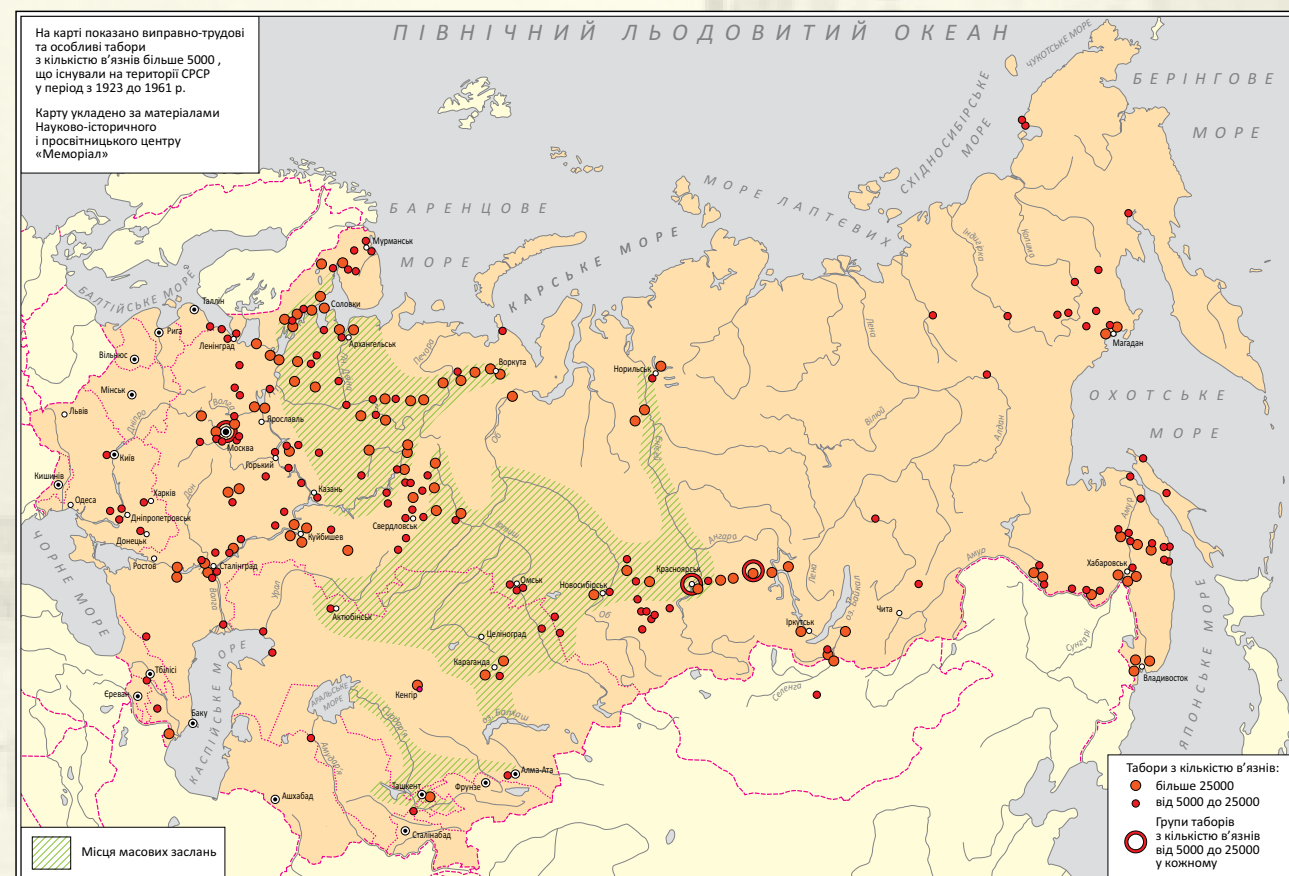 На карті показано виправно-трудові
та особливі табори
з кількістю в'язнів більше 5000 ,
що існували на території СРСР
у період з 1923 до 1961 р.
Карту укладено за матеріалами
Науково-історичного
і просвітницького центру
«Меморіал»
ПІВНІЧНИЙ ЛЬОДОВИТИЙ ОКЕАН
ЧУКОТСЬКЕ МОРЕ
БЕРІНГОВЕ
МОРЕ
СХІДНОСИБІРСЬКЕ
МОРЕ
МОРЕ ЛАПТЄВИХ
БАРЕНЦОВЕ
МОРЕ
КАРСЬКЕ МОРЕ
БАЛТІЙСЬКЕ МОРЕ
Мурманськ
Соловки
Таллін
Рига
Ленінград
Архангельськ
Вільнюс
Мінськ
Львів
Дніпро
Волга
Ярославль
Москва
Печора
Воркута
Норильськ
Обь
Лена
Індигірка
Колима
Магадан
ОХОТСЬКЕ
МОРЕ
Вілюй
Алдан
Київ
Горький
Кишинів
Харків
Дон
Казань
Одеса
Дніпропетровськ
Донецьк
Свердловськ
Куйбишев
Іртиш
Ангара
Амур
Амур
Ростов
Сталінград
Волга
Урал
ЧОРНЕ МОРЕ
Актюбінськ
Омськ
Новосибірськ
Об
Красноярськ
Лена
оз. Байкал
Іркутськ
Чита
Хабаровськ
Сунгарі
Целіноград
Караганда
Кенгір
Тбілісі
Єреван
Баку
КАСПІЙСЬКЕ МОРЕ
АРАЛЬСЬКЕ
МОРЕ
Сирдар'я
оз. Балхаш
Амудар'я
Селенга
Владивосток
ЯПОНСЬКЕ МОРЕ
Алма-Ата
Ташкент
Фрунзе
Ашхабад
Сталінабад
Місця масових заслань
Табори з кількістю в'язнів:
більше 25000
від 5000 до 25000
Групи таборів
з кількістю в'язнів
від 5000 до 25000
у кожному